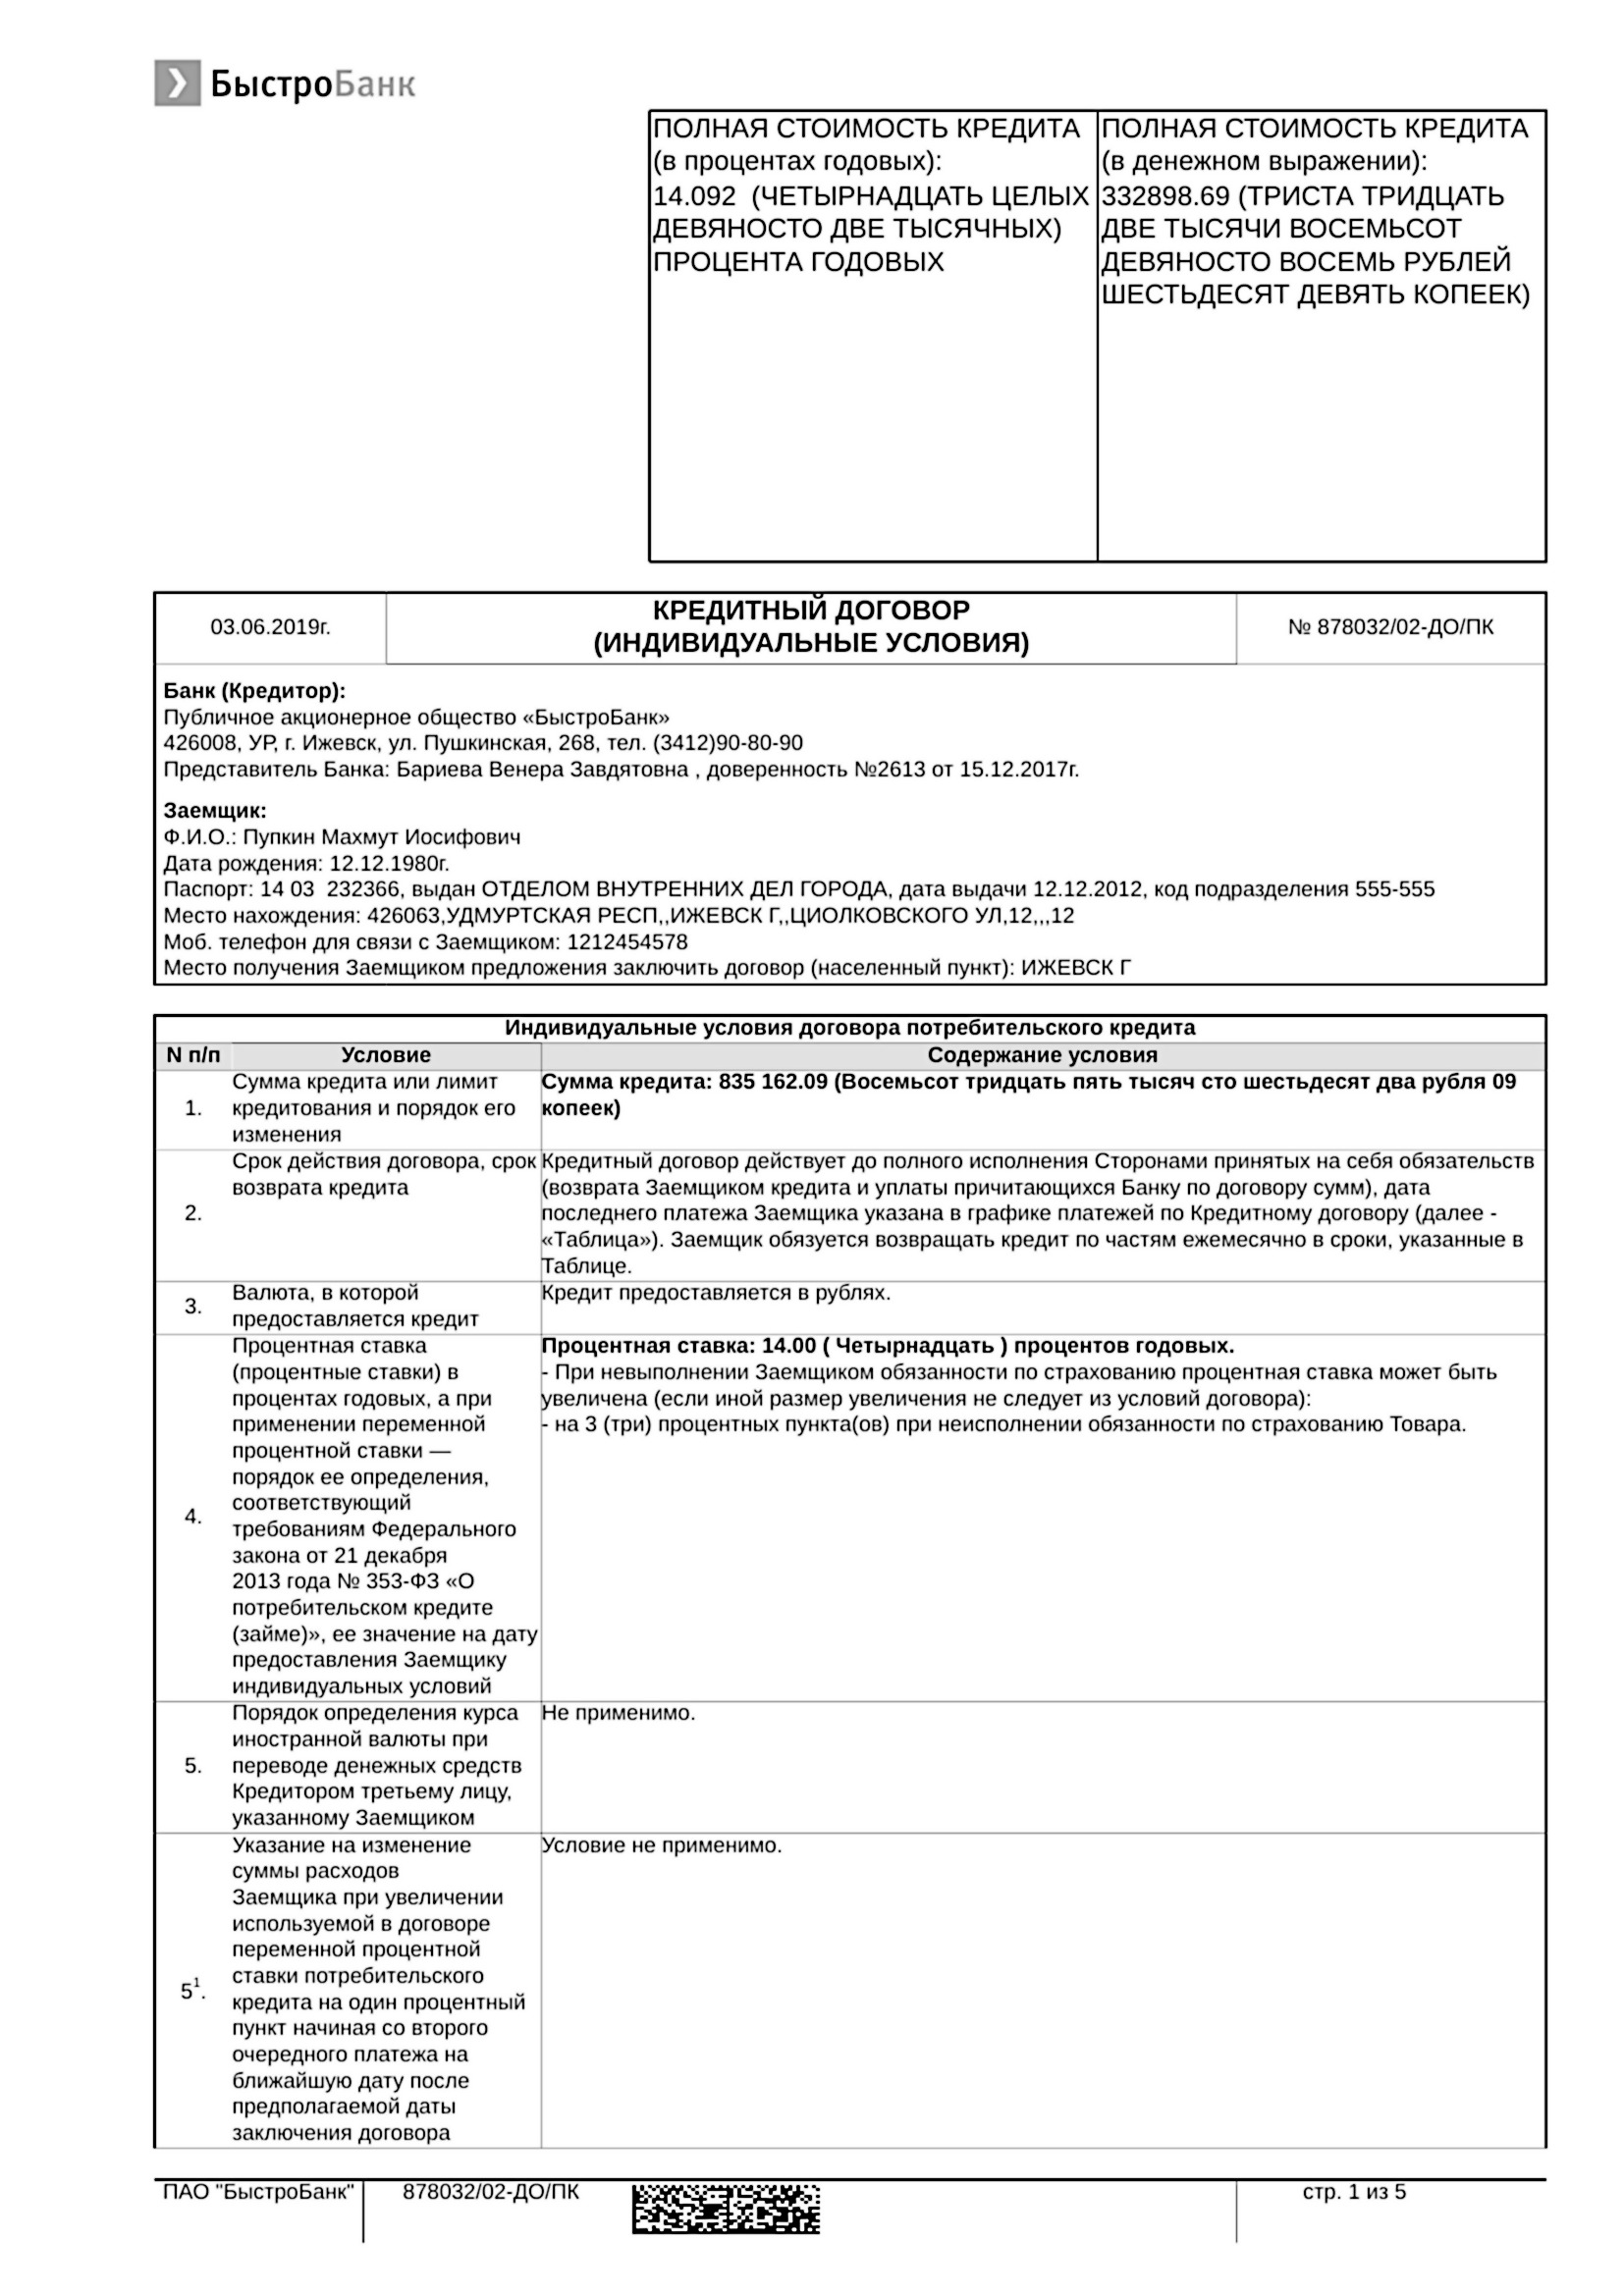 БыстроБанк
ПОЛНАЯ СТОИМОСТЬ КРЕДИТА
(в процентах годовых):
14.092 (ЧЕТЫРНАДЦАТЬ ЦЕЛЫХ
ДЕВЯНОСТО ДВЕ ТЫСЯЧНЫХ)
ПРОЦЕНТА ГОДОВЫХ
ПОЛНАЯ СТОИМОСТЬ КРЕДИТА
(в денежном выражении):
332898.69 (ТРИСТА ТРИДЦАТЬ
ДВЕ ТЫСЯЧИ ВОСЕМЬСОТ
ДЕВЯНОСТО ВОСЕМЬ РУБЛЕЙ
ШЕСТЬДЕСЯТ ДЕВЯТЬ КОПЕЕК)
03.06.2019г.
КРЕДИТНЫЙ ДОГОВОР
(ИНДИВИДУАЛЬНЫЕ УСЛОВИЯ)
№ 878032/02-ДО/ПК
Банк (Кредитор):
Публичное акционерное общество «БыстроБанк»
426008, УР, г. Ижевск, ул. Пушкинская, 268, тел. (3412)90-80-90
Представитель Банка: Бариева Венера Завдятовна , доверенность №2613 от 15.12.2017г.
Заемщик:
Ф.И.О.: Пупкин Махмут Иосифович
Дата рождения: 12.12.1980г.
Паспорт: 14 03 232366, выдан ОТДЕЛОМ ВНУТРЕННИХ ДЕЛ ГОРОДА, дата выдачи 12.12.2012, код подразделения 555-555
Место нахождения: 426063,УДМУРТСКАЯ РЕСП,,ИЖЕВСК Г,,ЦИОЛКОВСКОГО УЛ,12,,,12
Моб. телефон для связи с Заемщиком: 1212454578
Место получения Заемщиком предложения заключить договор (населенный пункт): ИЖЕВСК Г
Индивидуальные условия договора потребительского кредита
N п/п
Условие
Содержание условия
1.
Сумма кредита или лимит
кредитования и порядок его
изменения
Сумма кредита: 835 162.09 (Восемьсот тридцать пять тысяч сто шестьдесят два рубля 09
копеек)
2.
Срок действия договора, срок
возврата кредита
Кредитный договор действует до полного исполнения Сторонами принятых на себя обязательств
(возврата Заемщиком кредита и уплаты причитающихся Банку по договору сумм), дата
последнего платежа Заемщика указана в графике платежей по Кредитному договору (далее -
«Таблица»). Заемщик обязуется возвращать кредит по частям ежемесячно в сроки, указанные в
Таблице.
3.
Валюта, в которой
предоставляется кредит
Кредит предоставляется в рублях.
4.
Процентная ставка
(процентные ставки) в
процентах годовых, а при
применении переменной
процентной ставки —
порядок ее определения,
соответствующий
требованиям Федерального
закона от 21 декабря
2013 года № 353-ФЗ «О
потребительском кредите
(займе)», ее значение на дату
предоставления Заемщику
индивидуальных условий
Процентная ставка: 14.00 ( Четырнадцать ) процентов годовых.
- При невыполнении Заемщиком обязанности по страхованию процентная ставка может быть
увеличена (если иной размер увеличения не следует из условий договора):
- на 3 (три) процентных пункта(ов) при неисполнении обязанности по страхованию Товара.
5.
Порядок определения курса
иностранной валюты при
переводе денежных средств
Кредитором третьему лицу,
указанному Заемщиком
Не применимо.
5¹.
Указание на изменение
суммы расходов
Заемщика при увеличении
используемой в договоре
переменной процентной
ставки потребительского
кредита на один процентный
пункт начиная со второго
очередного платежа на
ближайшую дату после
предполагаемой даты
заключения договора
Условие не применимо.
ПАО "БыстроБанк"
878032/02-ДО/ПК
стр. 1 из 5